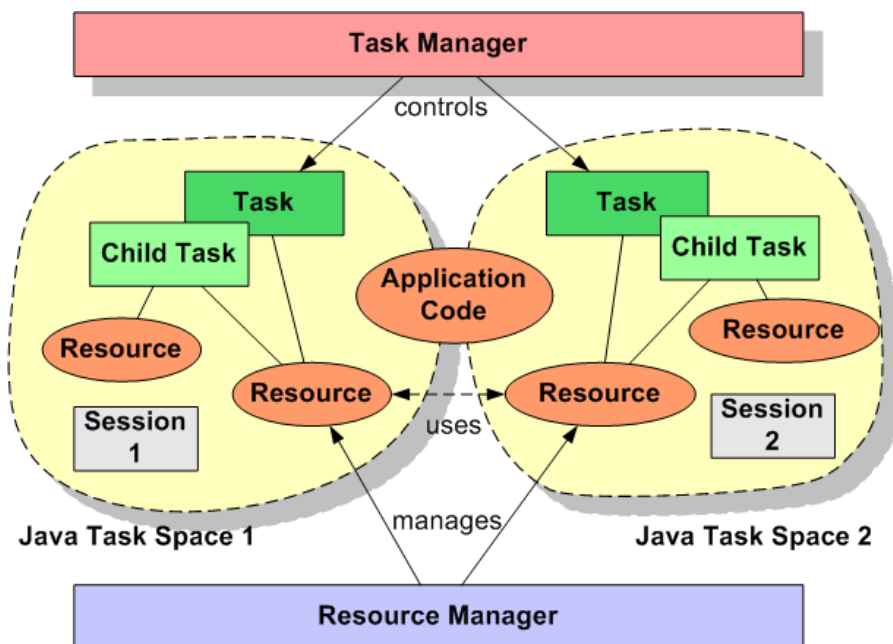 Task Manager
controls
Task
Child Task
Resource
Resource
Session
1
Application
Code
Task
Child Task
Resource
Resource
Session
2
uses
manages
Java Task Space 1
Java Task Space 2
Resource Manager